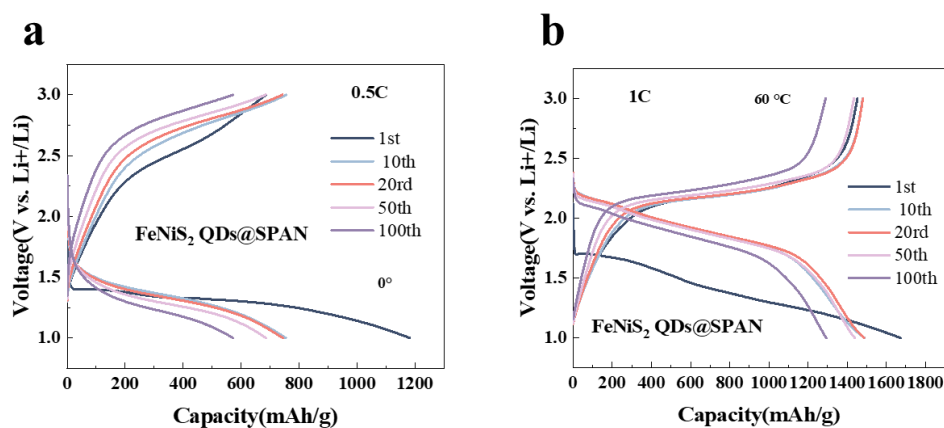 a
0.5C
1st
10th
20rd
50th
100th
FeNiS₂ QDs@SPAN
0°
3.0
2.5
2.0
1.5
1.0
Voltage(V vs. Li+/Li)
0 200 400 600 800 1000 1200
Capacity(mAh/g)
b
1C
60 °C
1st
10th
20rd
50th
100th
FeNiS₂ QDs@SPAN
3.0
2.5
2.0
1.5
1.0
Voltage(V vs. Li+/Li)
0 200 400 600 800 1000 1200 1400 1600 1800
Capacity(mAh/g)